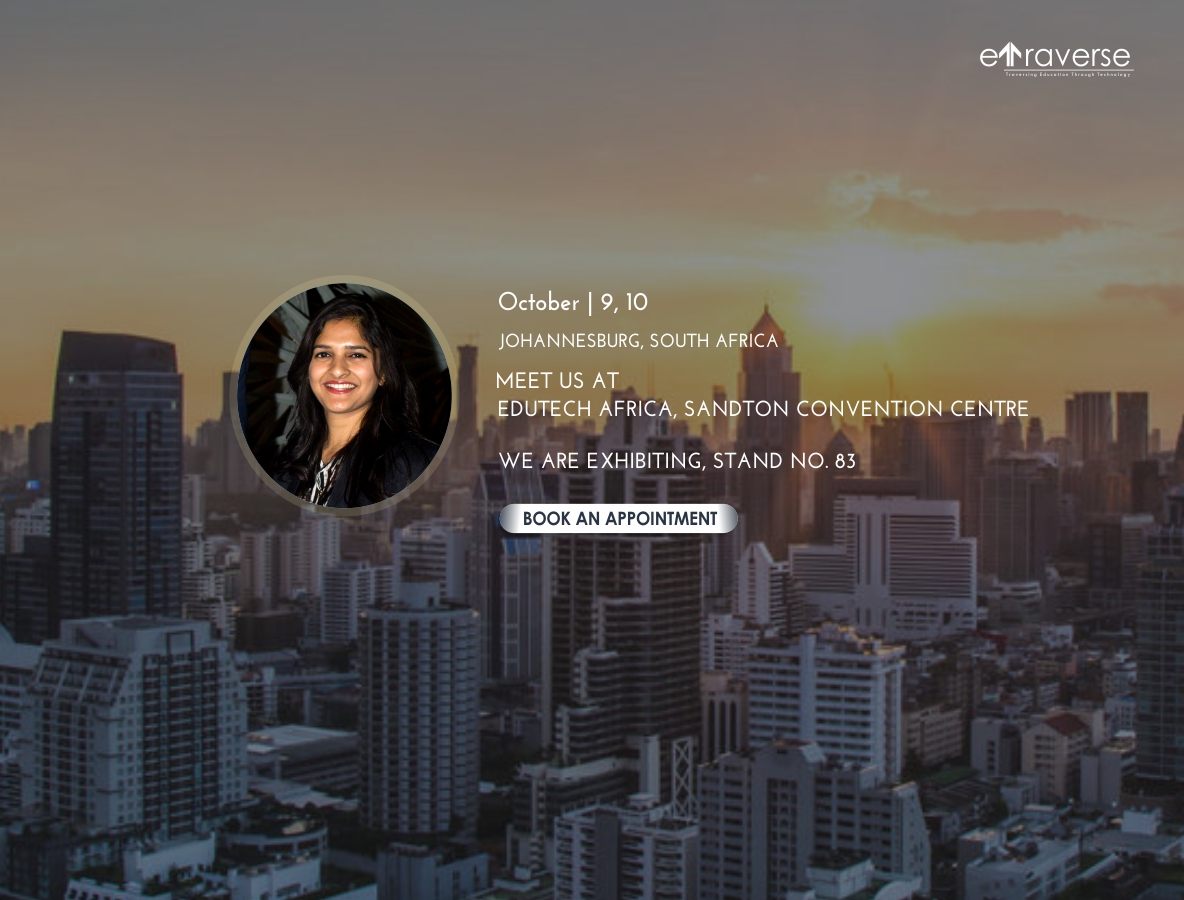 etraverse
Traversing Education Through Technology
October | 9, 10
JOHANNESBURG, SOUTH AFRICA
MEET US AT
EDUTECH AFRICA, SANDTON CONVENTION CENTRE
WE ARE EXHIBITING, STAND NO. 83
BOOK AN APPOINTMENT